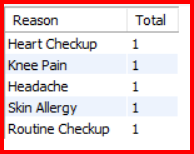 Reason Total
Heart Checkup 1
Knee Pain 1
Headache 1
Skin Allergy 1
Routine Checkup 1